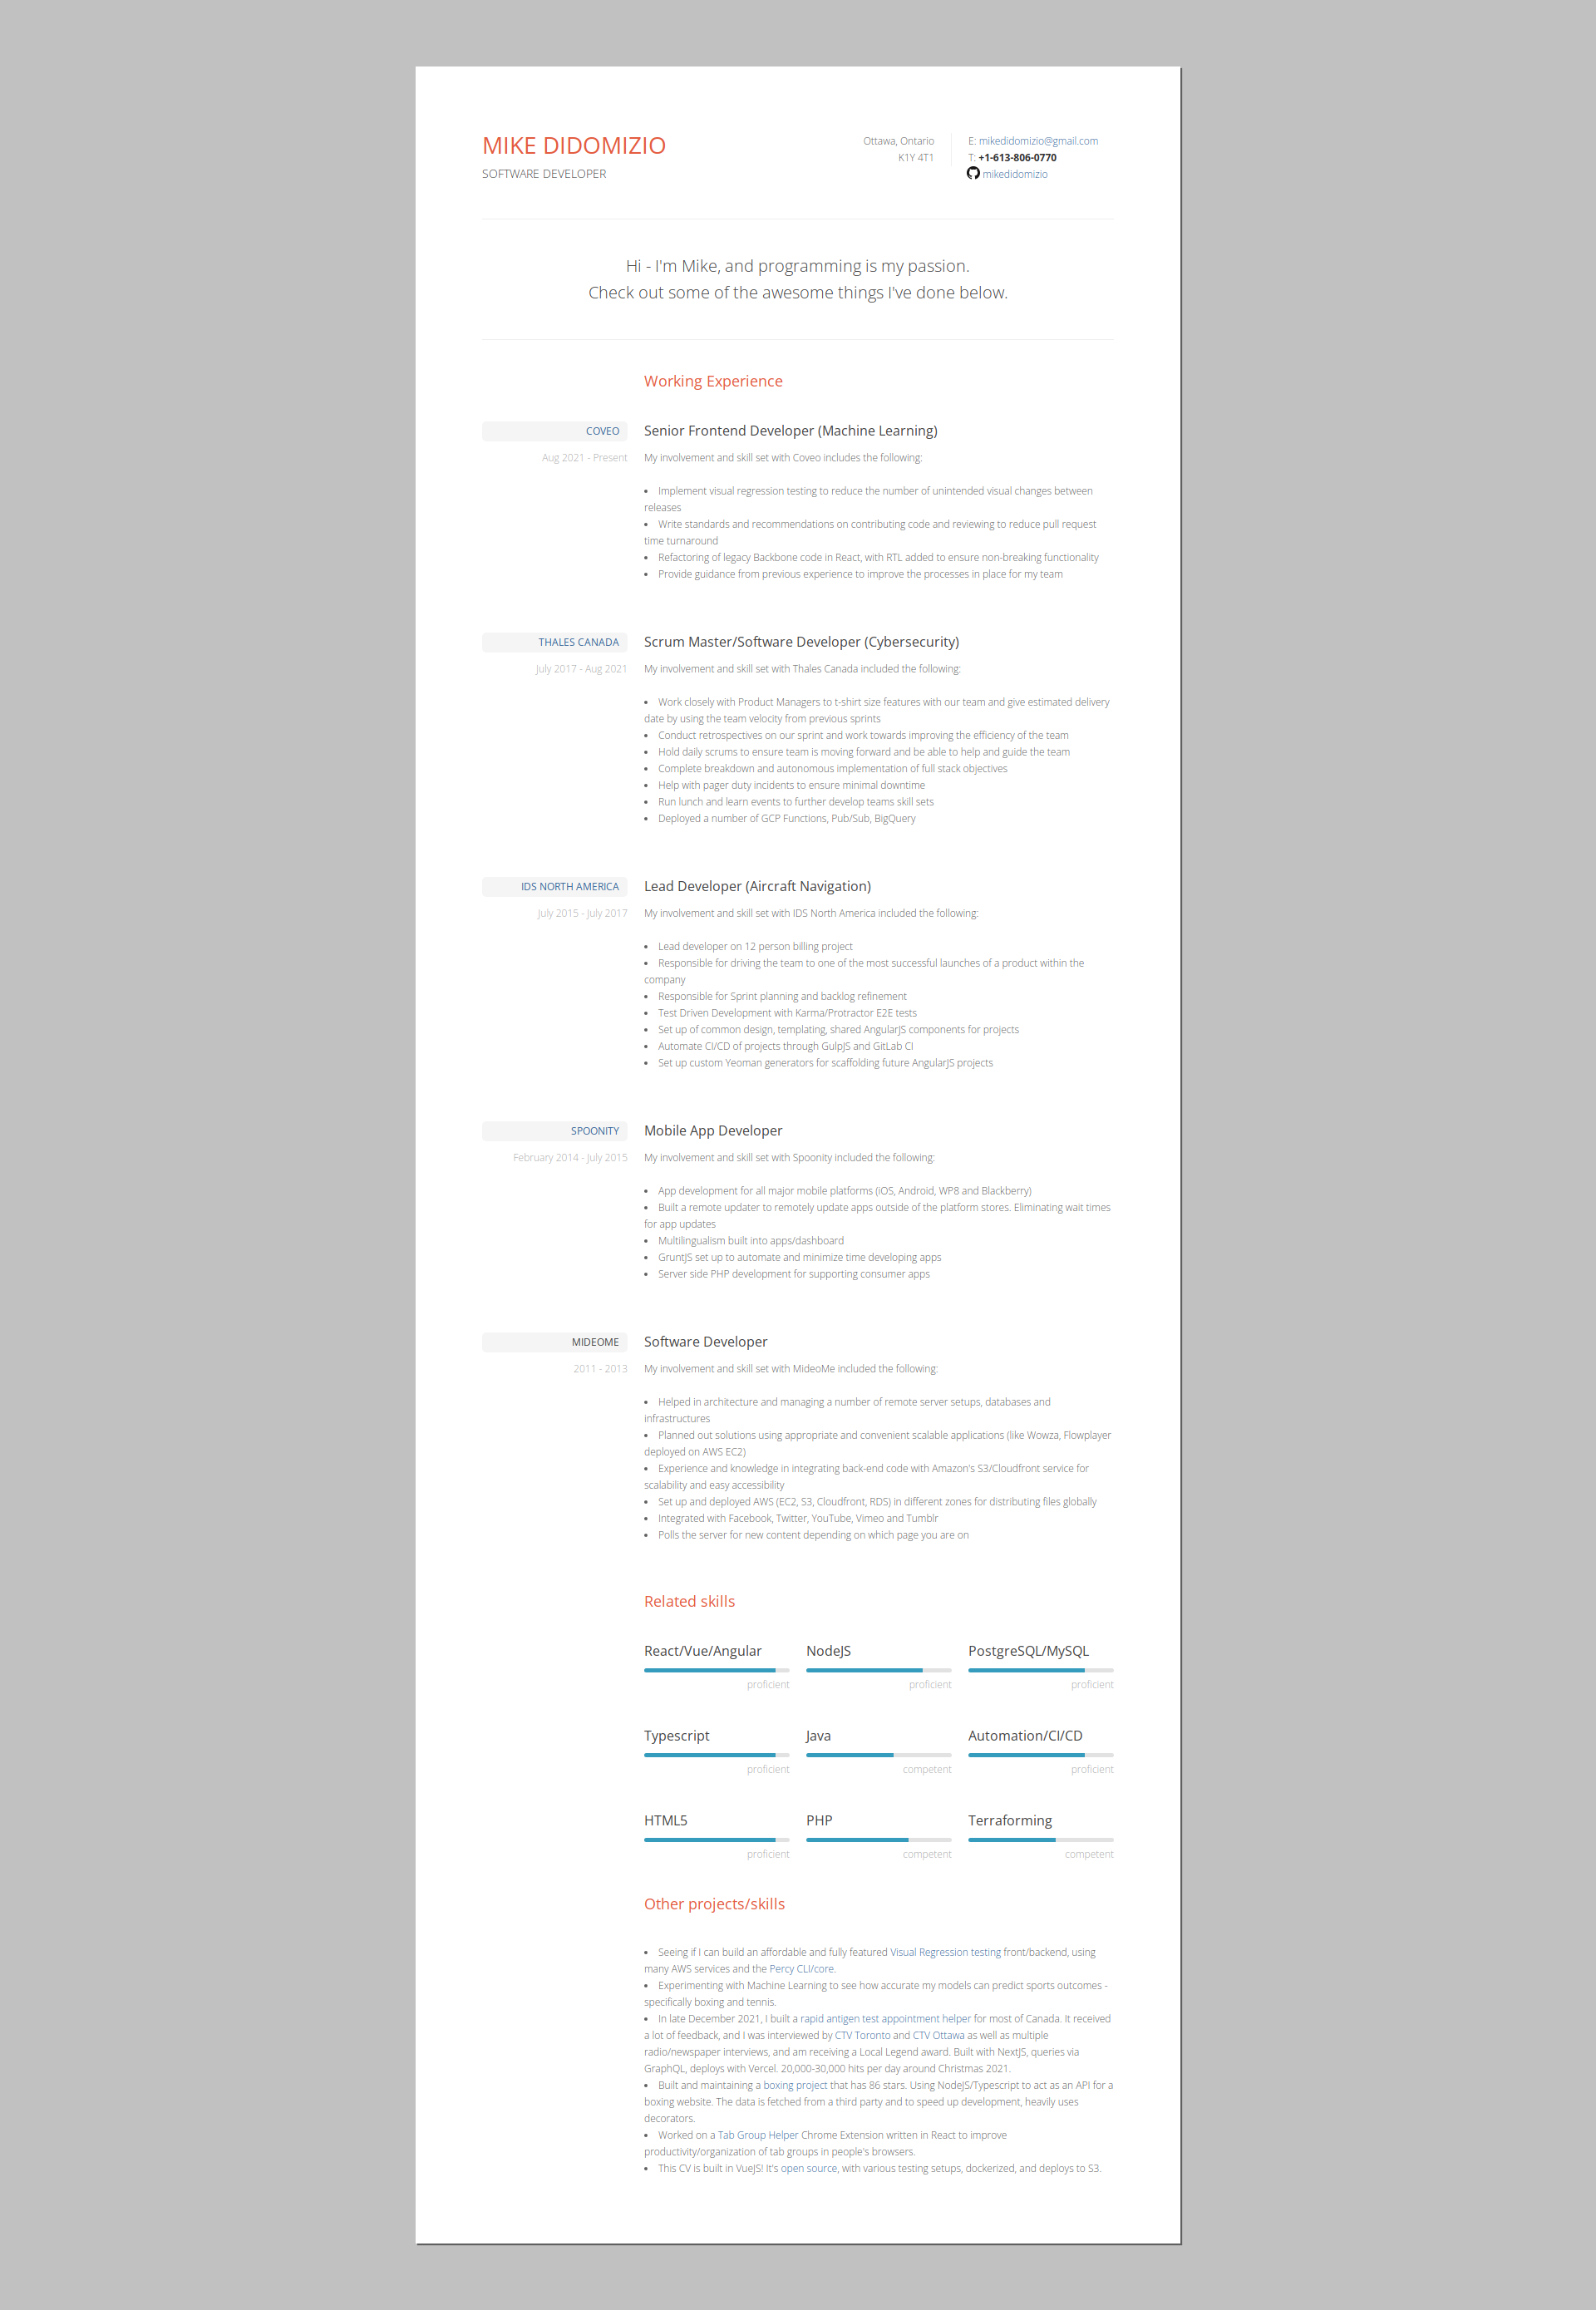 MIKE DIDOMIZIO
SOFTWARE DEVELOPER
Ottawa, Ontario
K1Y 4T1
E: mikedidomizio@gmail.com
T: +1-613-806-0770
mikedidomizio
Hi - I'm Mike, and programming is my passion.
Check out some of the awesome things I've done below.
Working Experience
COVEO
Aug 2021 - Present
Senior Frontend Developer (Machine Learning)
My involvement and skill set with Coveo includes the following:
• Implement visual regression testing to reduce the number of unintended visual changes between
releases
• Write standards and recommendations on contributing code and reviewing to reduce pull request
time turnaround
• Refactoring of legacy Backbone code in React, with RTL added to ensure non-breaking functionality
• Provide guidance from previous experience to improve the processes in place for my team
THALES CANADA
July 2017 - Aug 2021
Scrum Master/Software Developer (Cybersecurity)
My involvement and skill set with Thales Canada included the following:
• Work closely with Product Managers to t-shirt size features with our team and give estimated delivery
date by using the team velocity from previous sprints
• Conduct retrospectives on our sprint and work towards improving the efficiency of the team
• Hold daily scrums to ensure team is moving forward and be able to help and guide the team
• Complete breakdown and autonomous implementation of full stack objectives
• Help with pager duty incidents to ensure minimal downtime
• Run lunch and learn events to further develop teams skill sets
• Deployed a number of GCP Functions, Pub/Sub, BigQuery
IDS NORTH AMERICA
July 2015 - July 2017
Lead Developer (Aircraft Navigation)
My involvement and skill set with IDS North America included the following:
• Lead developer on 12 person billing project
• Responsible for driving the team to one of the most successful launches of a product within the
company
• Responsible for Sprint planning and backlog refinement
• Test Driven Development with Karma/Protractor E2E tests
• Set up of common design, templating, shared AngularJS components for projects
• Automate CI/CD of projects through GulpJS and GitLab CI
• Set up custom Yeoman generators for scaffolding future AngularJS projects
SPOONITY
February 2014 - July 2015
Mobile App Developer
My involvement and skill set with Spoonity included the following:
• App development for all major mobile platforms (iOS, Android, WP8 and Blackberry)
• Built a remote updater to remotely update apps outside of the platform stores. Eliminating wait times
for app updates
• Multilingualism built into apps/dashboard
• GruntJS set up to automate and minimize time developing apps
• Server side PHP development for supporting consumer apps
MIDEOME
2011 - 2013
Software Developer
My involvement and skill set with MideoMe included the following:
• Helped in architecture and managing a number of remote server setups, databases and
infrastructures
• Planned out solutions using appropriate and convenient scalable applications (like Wowza, Flowplayer
deployed on AWS EC2)
• Experience and knowledge in integrating back-end code with Amazon's S3/Cloudfront service for
scalability and easy accessibility
• Set up and deployed AWS (EC2, S3, Cloudfront, RDS) in different zones for distributing files globally
• Integrated with Facebook, Twitter, YouTube, Vimeo and Tumblr
• Polls the server for new content depending on which page you are on
Related skills
React/Vue/Angular
proficient
NodeJS
proficient
PostgreSQL/MySQL
proficient
Typescript
proficient
Java
competent
Automation/CI/CD
proficient
HTML5
proficient
PHP
competent
Terraforming
competent
Other projects/skills
• Seeing if I can build an affordable and fully featured Visual Regression testing front/backend, using
many AWS services and the Percy CLI/core.
• Experimenting with Machine Learning to see how accurate my models can predict sports outcomes -
specifically boxing and tennis.
• In late December 2021, I built a rapid antigen test appointment helper for most of Canada. It received
a lot of feedback, and I was interviewed by CTV Toronto and CTV Ottawa as well as multiple
radio/newspaper interviews, and am receiving a Local Legend award. Built with NextJS, queries via
GraphQL, deploys with Vercel. 20,000-30,000 hits per day around Christmas 2021.
• Built and maintaining a boxing project that has 86 stars. Using NodeJS/Typescript to act as an API for a
boxing website. The data is fetched from a third party and to speed up development, heavily uses
decorators.
• Worked on a Tab Group Helper Chrome Extension written in React to improve
productivity/organization of tab groups in people's browsers.
• This CV is built in VueJS! It's open source, with various testing setups, dockerized, and deploys to S3.